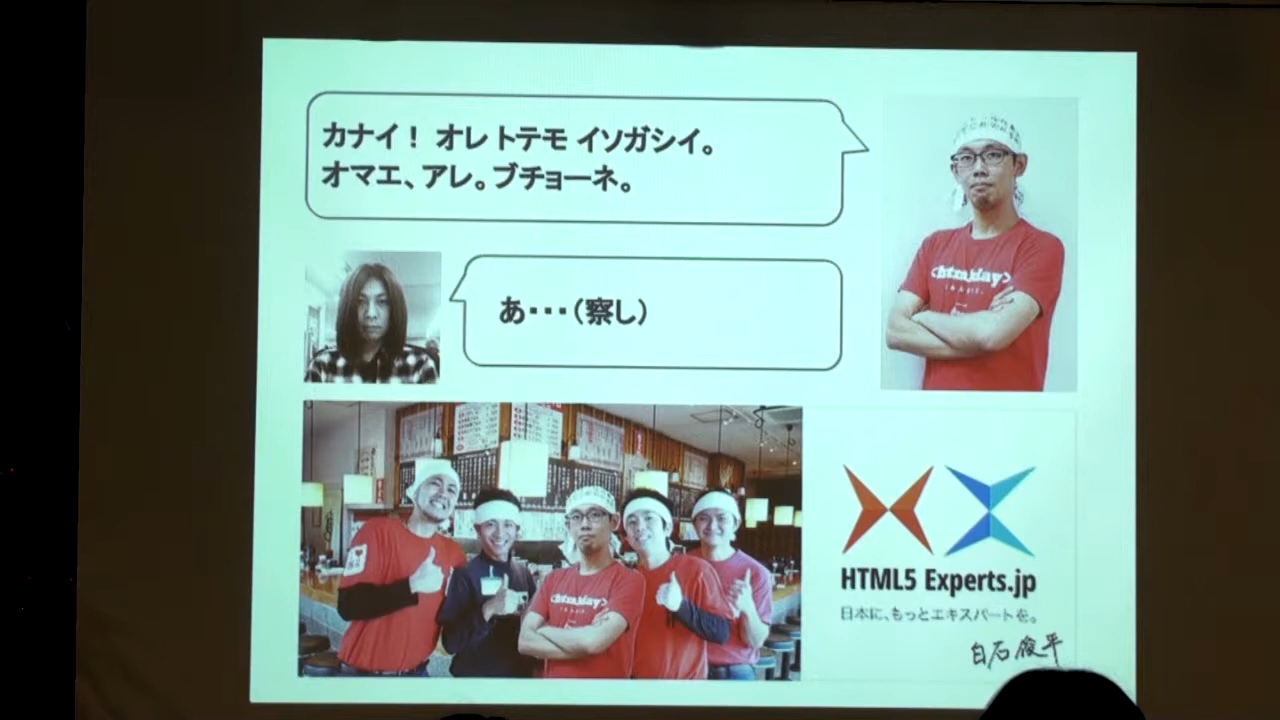 カナイ! オレ トテモ イソガシイ。
オマエ、アレ。ブチョーネ。
あ・・・(察し)
HTML5 Experts.jp
日本に、もっとエキスパートを。
白石俊平